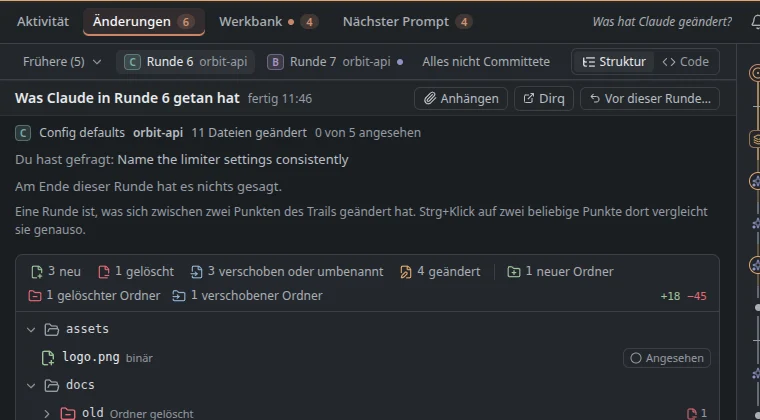 Aktivität Änderungen 6 Werkbank 4 Nächster Prompt 4 Was hat Claude geändert?
Frühere (5) C Runde 6 orbit-api B Runde 7 orbit-api Alles nicht Committete Struktur Code
Was Claude in Runde 6 getan hat fertig 11:46 Anhängen Dirq Vor dieser Runde...
C Config defaults orbit-api 11 Dateien geändert 0 von 5 angesehen
Du hast gefragt: Name the limiter settings consistently
Am Ende dieser Runde hat es nichts gesagt.
Eine Runde ist, was sich zwischen zwei Punkten des Trails geändert hat. Strg+Klick auf zwei beliebige Punkte dort vergleicht
sie genauso.
3 neu 1 gelöscht 3 verschoben oder umbenannt 4 geändert 1 neuer Ordner
1 gelöschter Ordner 1 verschobener Ordner +18 −45
assets
logo.png binär Angesehen
docs
old Ordner gelöscht 1